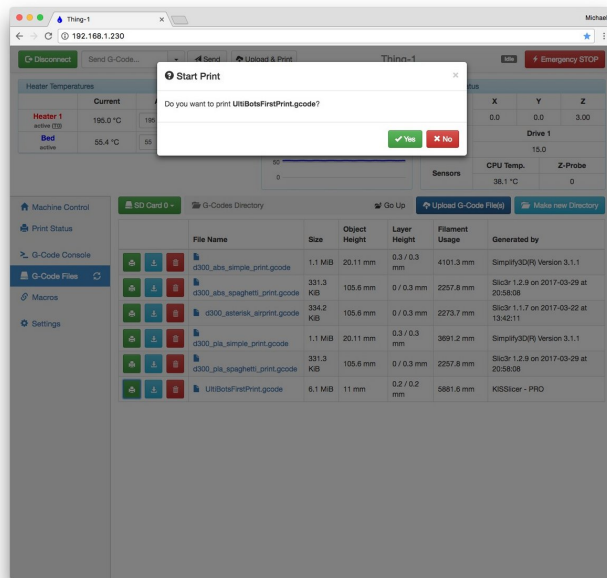 Thing-1
Michael
192.168.1.230
Disconnect
Send G-Code...
Send
Upload & Print
Thing-1
Idle
Emergency STOP
Start Print
Do you want to print UltiBotsFirstPrint.gcode?
Yes
No
Heater Temperatures
Current
Heater 1
active (T0)
195.0 °C
195
Bed
active
55.4 °C
55
50
0
X Y Z
0.0 0.0 3.00
Drive 1
15.0
Sensors
CPU Temp. Z-Probe
38.1 °C 0
Machine Control
Print Status
G-Code Console
G-Code Files
Macros
Settings
SD Card 0
G-Codes Directory
Go Up
Upload G-Code File(s)
Make new Directory
File Name Size Object Height Layer Height Filament Usage Generated by
d300_abs_simple_print.gcode 1.1 MiB 20.11 mm 0.3 / 0.3 mm 4101.3 mm Simplify3D(R) Version 3.1.1
d300_abs_spaghetti_print.gcode 331.3 KiB 105.6 mm 0 / 0.3 mm 2257.8 mm Slic3r 1.2.9 on 2017-03-29 at 20:58:08
d300_asterisk_airprint.gcode 334.2 KiB 105.6 mm 0 / 0.3 mm 2273.7 mm Slic3r 1.1.7 on 2017-03-22 at 13:42:11
d300_pla_simple_print.gcode 1.1 MiB 20.11 mm 0.3 / 0.3 mm 3691.2 mm Simplify3D(R) Version 3.1.1
d300_pla_spaghetti_print.gcode 331.3 KiB 105.6 mm 0 / 0.3 mm 2257.8 mm Slic3r 1.2.9 on 2017-03-29 at 20:58:08
UltiBotsFirstPrint.gcode 6.1 MiB 11 mm 0.2 / 0.2 mm 5881.6 mm KISSlicer - PRO